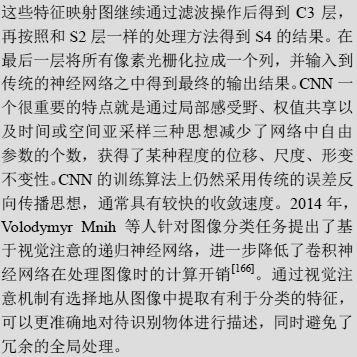 这些特征映射图继续通过滤波操作后得到 C3 层，
再按照和 S2 层一样的处理方法得到 S4 的结果。在
最后一层将所有像素光栅化拉成一个列，并输入到
传统的神经网络之中得到最终的输出结果。CNN 一
个很重要的特点就是通过局部感受野、权值共享以
及时间或空间亚采样三种思想减少了网络中自由
参数的个数，获得了某种程度的位移、尺度、形变
不变性。CNN 的训练算法上仍然采用传统的误差反
向传播思想，通常具有较快的收敛速度。2014 年，
Volodymyr Mnih 等人针对图像分类任务提出了基
于视觉注意的递归神经网络，进一步降低了卷积神
经网络在处理图像时的计算开销[166]。通过视觉注
意机制有选择地从图像中提取有利于分类的特征，
可以更准确地对待识别物体进行描述，同时避免了
冗余的全局处理。